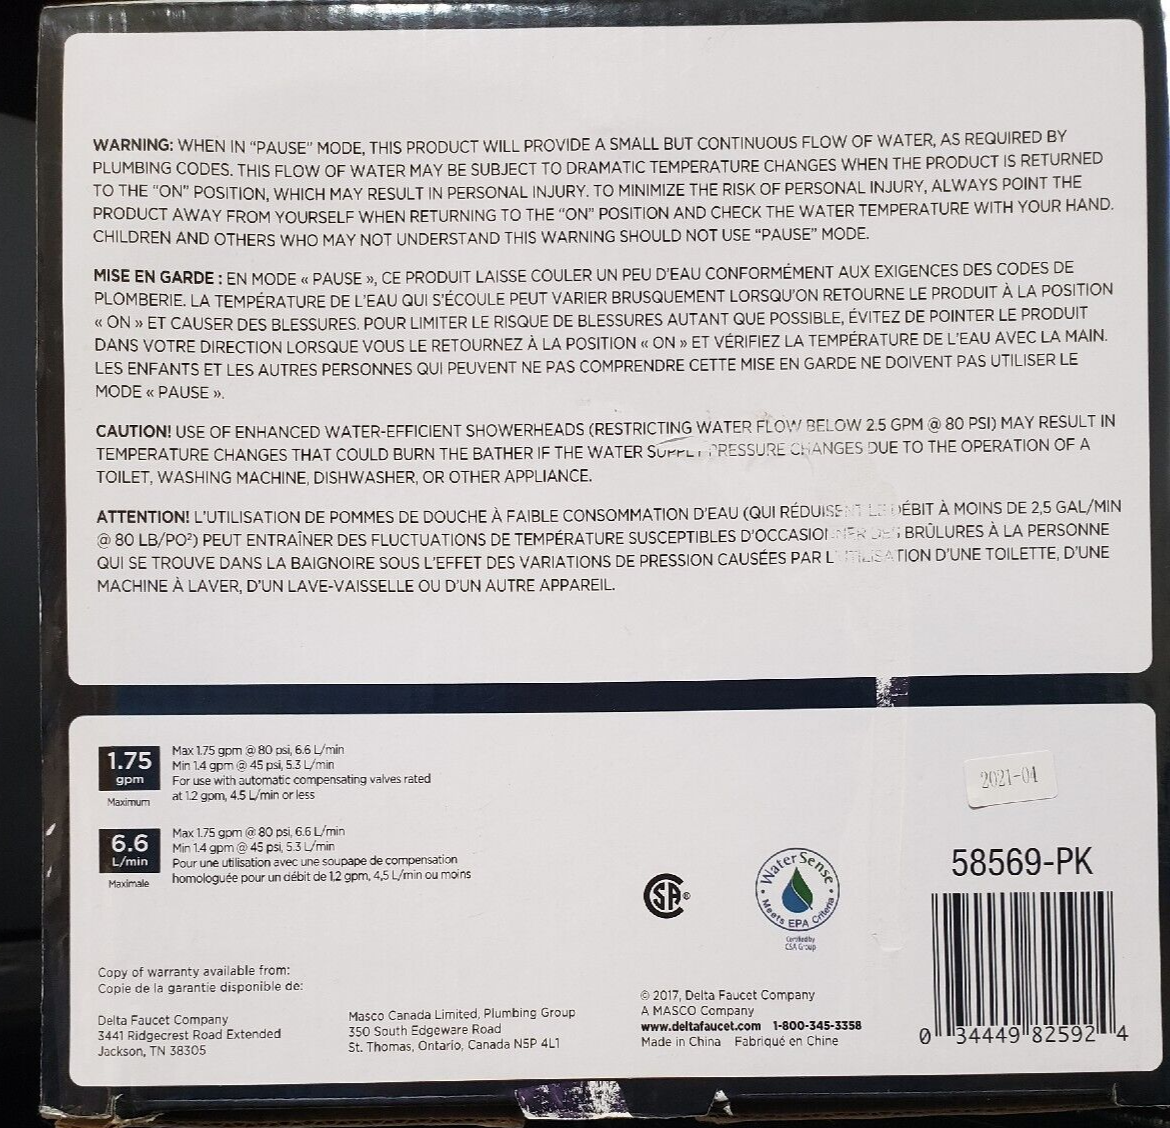 WARNING: WHEN IN "PAUSE" MODE, THIS PRODUCT WILL PROVIDE A SMALL BUT CONTINUOUS FLOW OF WATER, AS REQUIRED BY
PLUMBING CODES. THIS FLOW OF WATER MAY BE SUBJECT TO DRAMATIC TEMPERATURE CHANGES WHEN THE PRODUCT IS RETURNED
TO THE "ON" POSITION, WHICH MAY RESULT IN PERSONAL INJURY. TO MINIMIZE THE RISK OF PERSONAL INJURY, ALWAYS POINT THE
PRODUCT AWAY FROM YOURSELF WHEN RETURNING TO THE "ON" POSITION AND CHECK THE WATER TEMPERATURE WITH YOUR HAND.
CHILDREN AND OTHERS WHO MAY NOT UNDERSTAND THIS WARNING SHOULD NOT USE "PAUSE" MODE.
MISE EN GARDE : EN MODE « PAUSE », CE PRODUIT LAISSE COULER UN PEU D'EAU CONFORMÉMENT AUX EXIGENCES DES CODES DE
PLOMBERIE. LA TEMPÉRATURE DE L'EAU QUI S'ÉCOULE PEUT VARIER BRUSQUEMENT LORSQU'ON RETOURNE LE PRODUIT À LA POSITION
« ON » ET CAUSER DES BLESSURES. POUR LIMITER LE RISQUE DE BLESSURES AUTANT QUE POSSIBLE, ÉVITEZ DE POINTER LE PRODUIT
DANS VOTRE DIRECTION LORSQUE VOUS LE RETOURNEZ À LA POSITION « ON » ET VÉRIFIEZ LA TEMPÉRATURE DE L'EAU AVEC LA MAIN.
LES ENFANTS ET LES AUTRES PERSONNES QUI PEUVENT NE PAS COMPRENDRE CETTE MISE EN GARDE NE DOIVENT PAS UTILISER LE
MODE « PAUSE ».
CAUTION! USE OF ENHANCED WATER-EFFICIENT SHOWERHEADS (RESTRICTING WATER FLOW BELOW 2.5 GPM @ 80 PSI) MAY RESULT IN
TEMPERATURE CHANGES THAT COULD BURN THE BATHER IF THE WATER SUPPLY PRESSURE CHANGES DUE TO THE OPERATION OF A
TOILET, WASHING MACHINE, DISHWASHER, OR OTHER APPLIANCE.
ATTENTION! L'UTILISATION DE POMMES DE DOUCHE À FAIBLE CONSOMMATION D'EAU (QUI RÉDUISENT LE DÉBIT À MOINS DE 2,5 GAL/MIN
@ 80 LB/PO²) PEUT ENTRAÎNER DES FLUCTUATIONS DE TEMPÉRATURE SUSCEPTIBLES D'OCCASIONNER DES BRÛLURES À LA PERSONNE
QUI SE TROUVE DANS LA BAIGNOIRE SOUS L'EFFET DES VARIATIONS DE PRESSION CAUSÉES PAR L'UTILISATION D'UNE TOILETTE, D'UNE
MACHINE À LAVER, D'UN LAVE-VAISSELLE OU D'UN AUTRE APPAREIL.
1.75
gpm
Maximum
Max 1.75 gpm @ 80 psi, 6.6 L/min
Min 1.4 gpm @ 45 psi, 5.3 L/min
For use with automatic compensating valves rated
at 1.2 gpm, 4.5 L/min or less
6.6
L/min
Maximale
Max 1.75 gpm @ 80 psi, 6.6 L/min
Min 1.4 gpm @ 45 psi, 5.3 L/min
Pour une utilisation avec une soupape de compensation
homologuée pour un débit de 1,2 gpm, 4,5 L/min ou moins
2021-04
58569-PK
CSA®
WaterSense
Meets EPA Criteria
Certified by
CSA Group
Copy of warranty available from:
Copie de la garantie disponible de:
Delta Faucet Company
3441 Ridgecrest Road Extended
Jackson, TN 38305
Masco Canada Limited, Plumbing Group
350 South Edgeware Road
St. Thomas, Ontario, Canada N5P 4L1
© 2017, Delta Faucet Company
A MASCO Company
www.deltafaucet.com 1-800-345-3358
Made in China Fabriqué en Chine
0 34449 82592 4